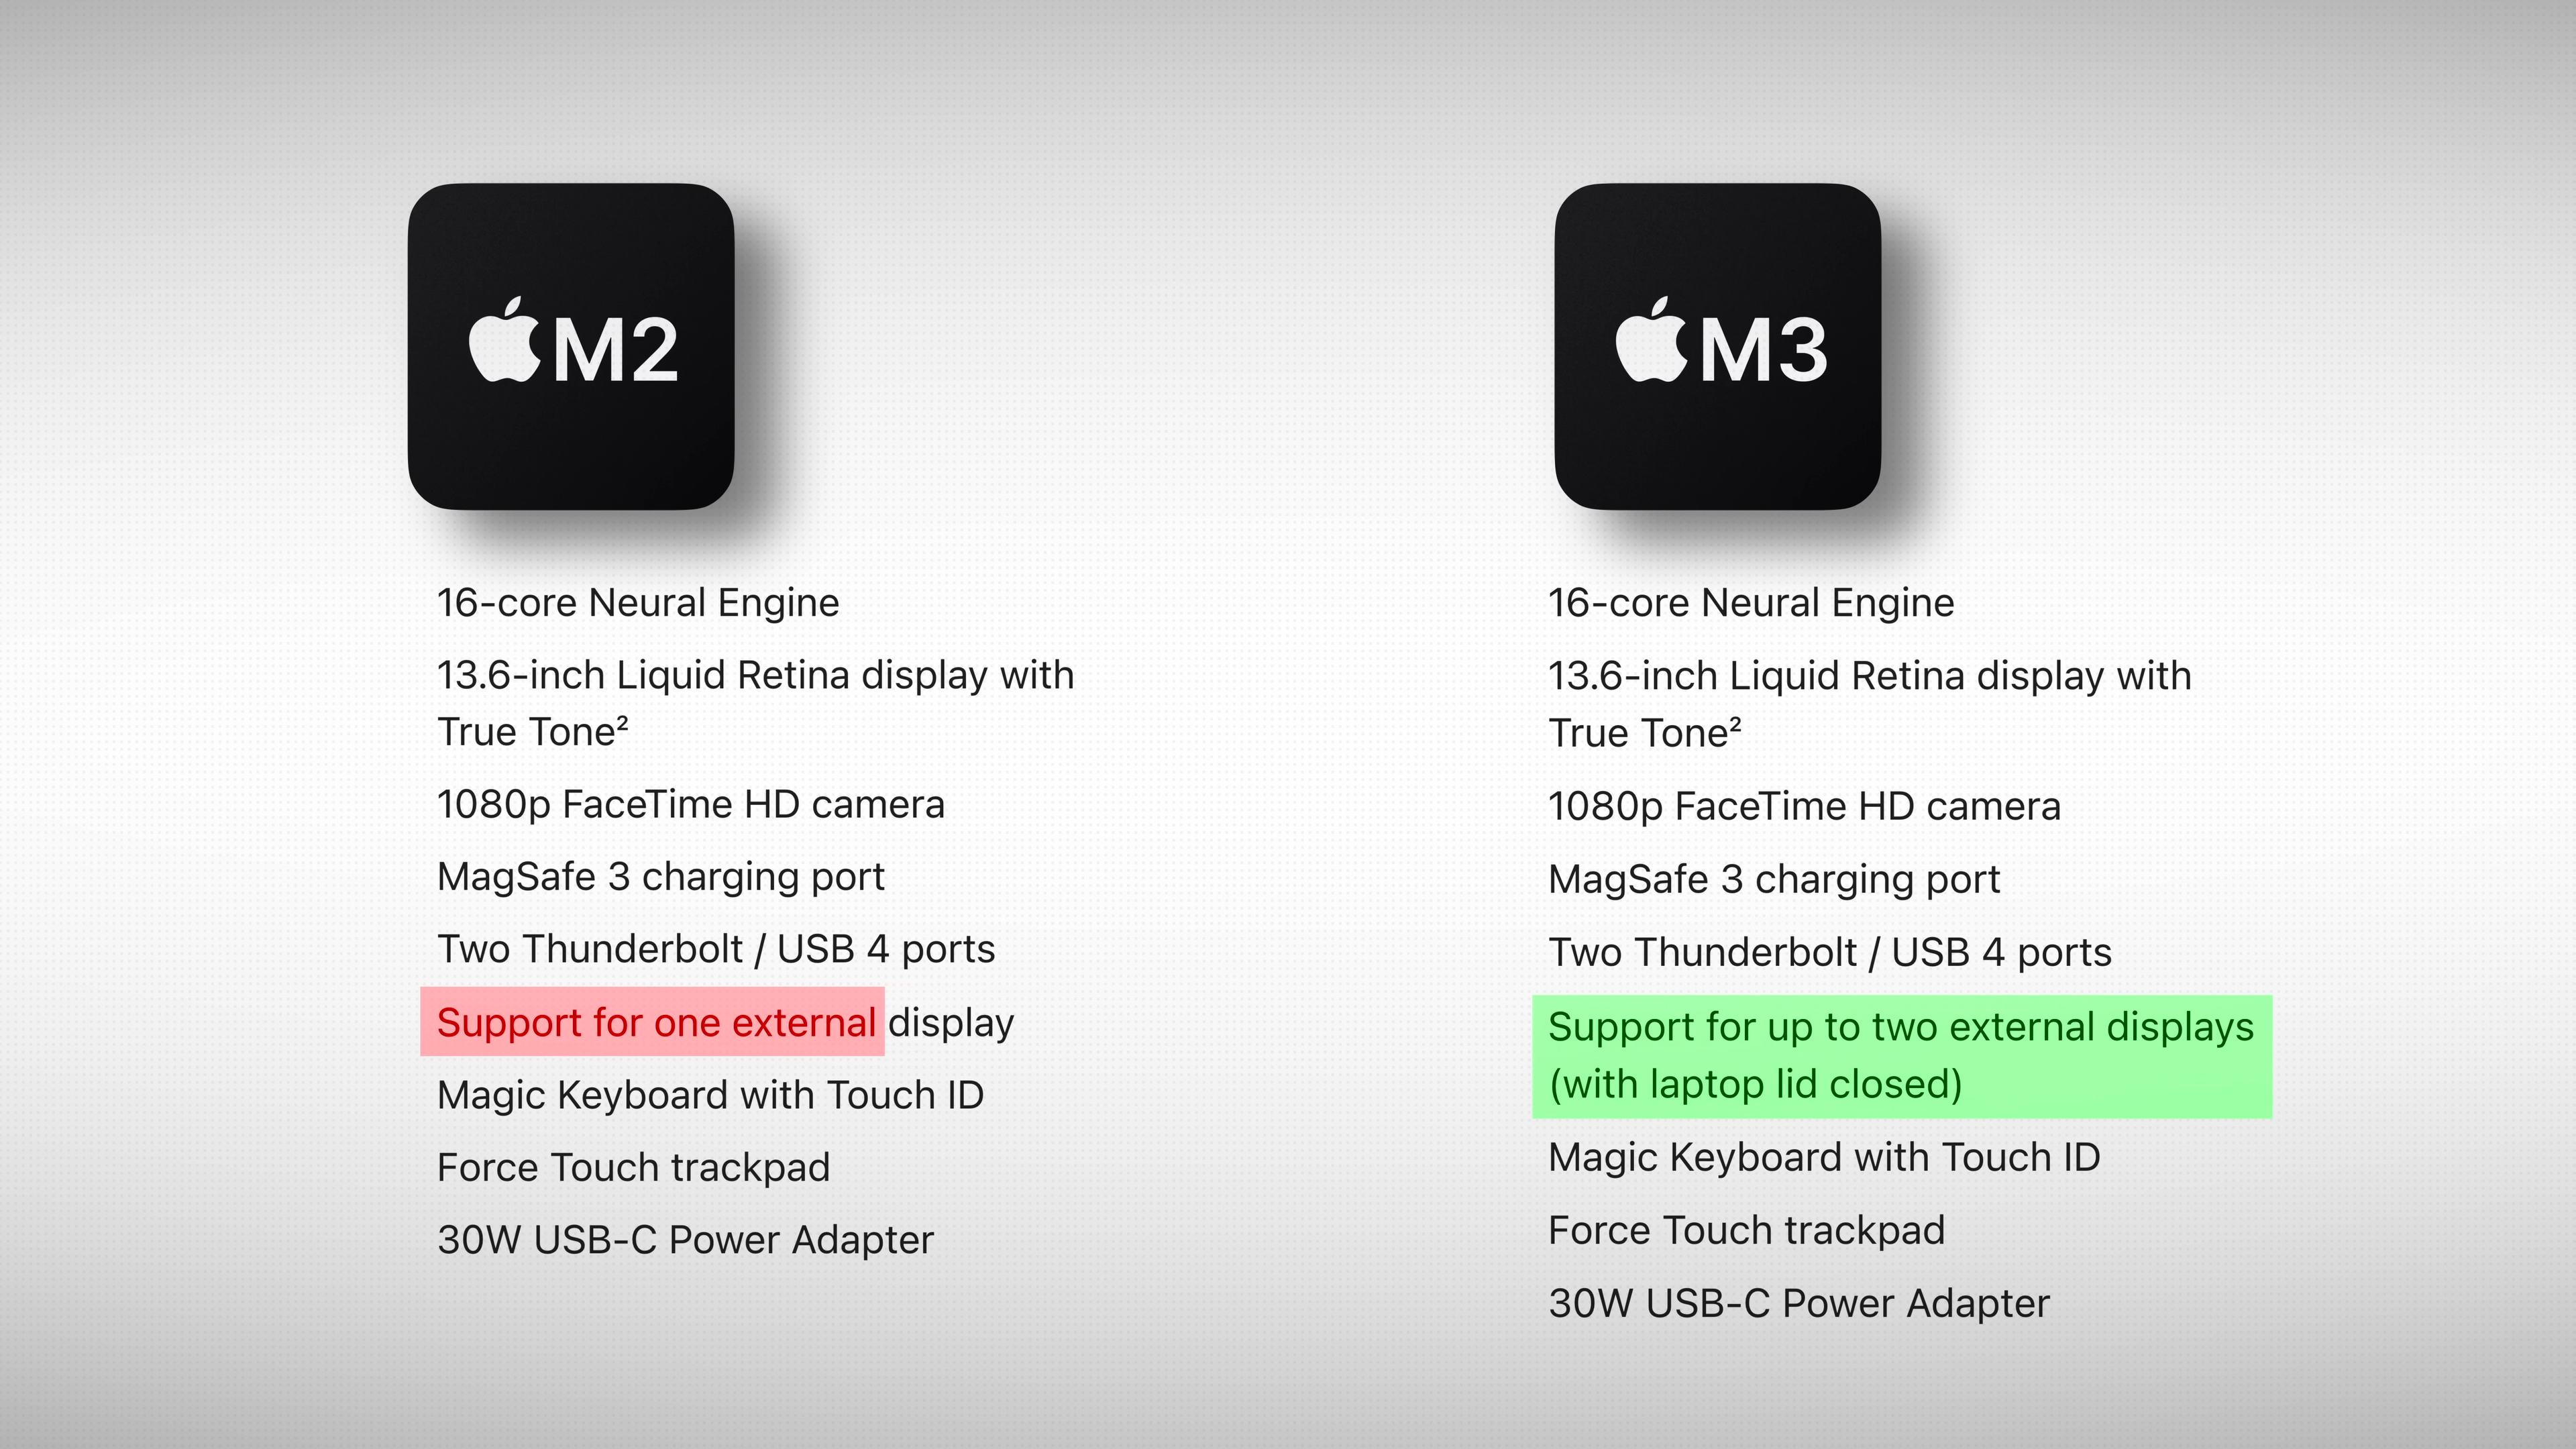 M2
16-core Neural Engine
13.6-inch Liquid Retina display with
True Tone²
1080p FaceTime HD camera
MagSafe 3 charging port
Two Thunderbolt / USB 4 ports
Support for one external display
Magic Keyboard with Touch ID
Force Touch trackpad
30W USB-C Power Adapter
M3
16-core Neural Engine
13.6-inch Liquid Retina display with
True Tone²
1080p FaceTime HD camera
MagSafe 3 charging port
Two Thunderbolt / USB 4 ports
Support for up to two external displays
(with laptop lid closed)
Magic Keyboard with Touch ID
Force Touch trackpad
30W USB-C Power Adapter